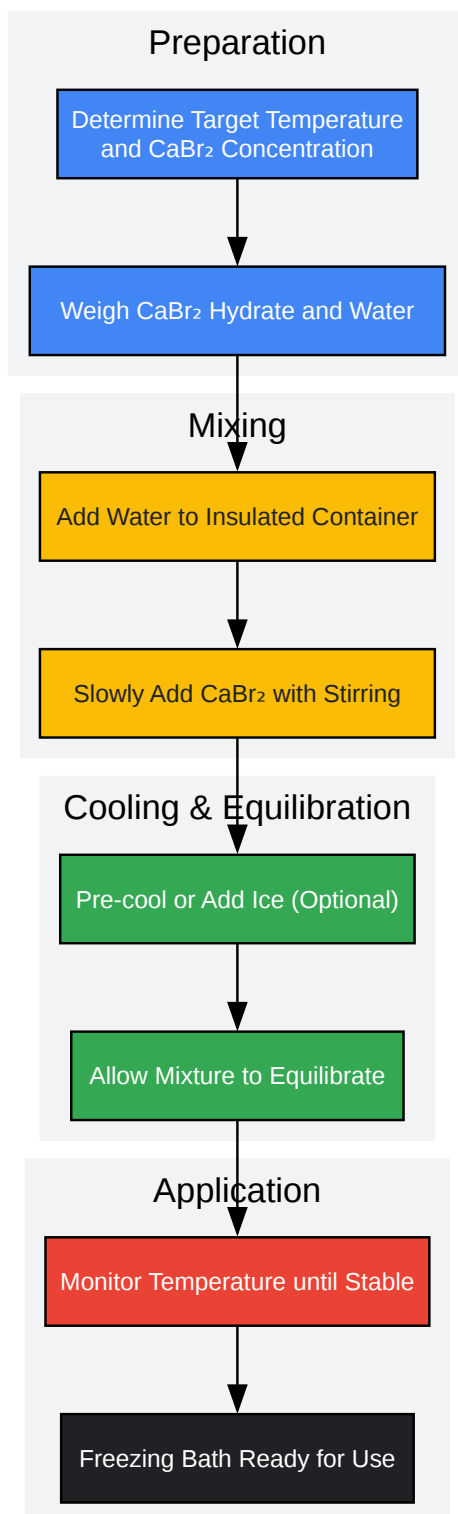 Preparation
Determine Target Temperature
and CaBr₂ Concentration
Weigh CaBr₂ Hydrate and Water
Mixing
Add Water to Insulated Container
Slowly Add CaBr₂ with Stirring
Cooling & Equilibration
Pre-cool or Add Ice (Optional)
Allow Mixture to Equilibrate
Application
Monitor Temperature until Stable
Freezing Bath Ready for Use